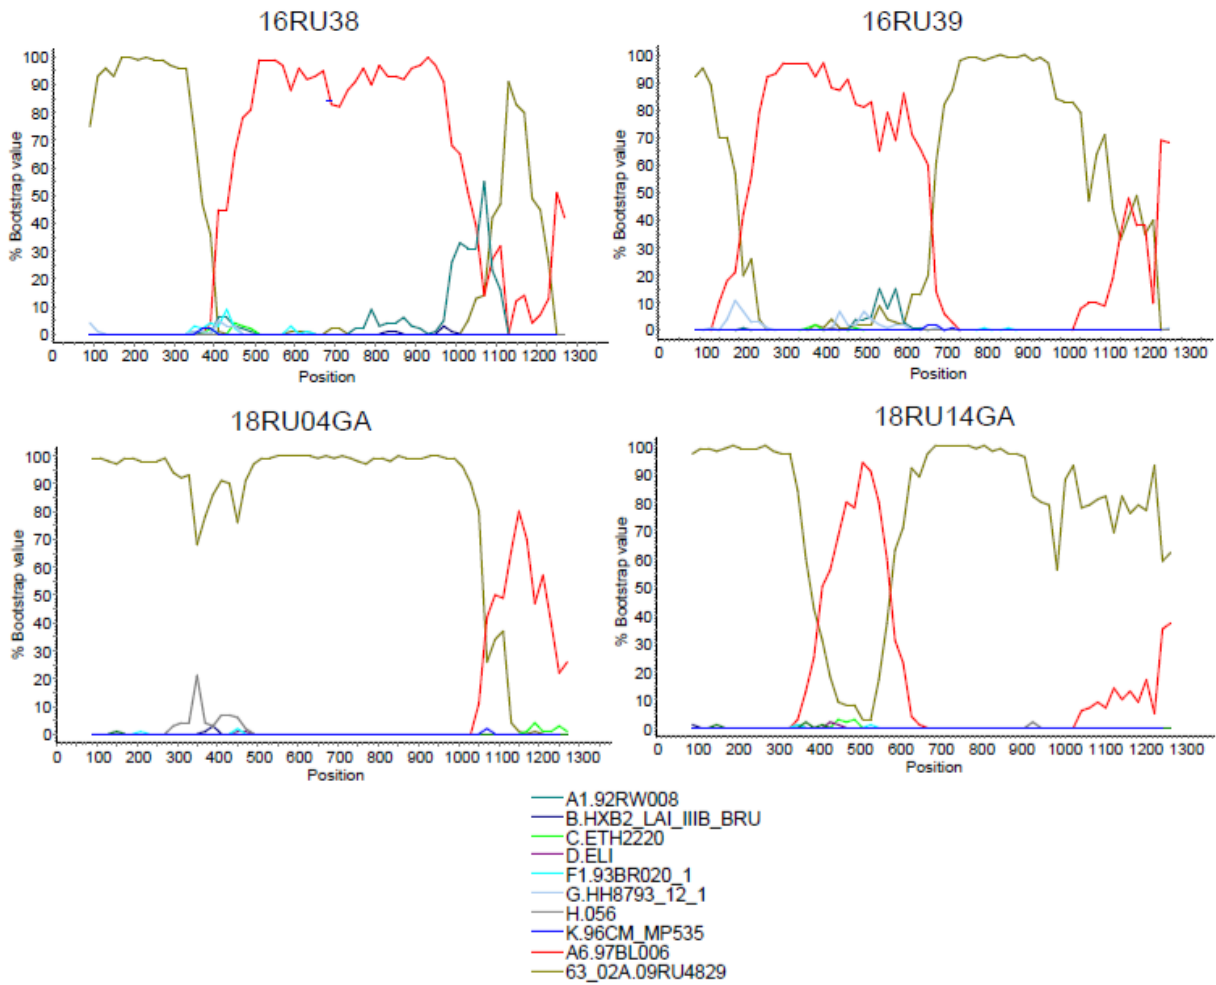 16RU38
% Bootstrap value
100
90
80
70
60
50
40
30
20
10
0
0 100 200 300 400 500 600 700 800 900 1000 1100 1200 1300
Position
16RU39
% Bootstrap value
100
90
80
70
60
50
40
30
20
10
0
0 100 200 300 400 500 600 700 800 900 1000 1100 1200 1300
Position
18RU04GA
% Bootstrap value
100
90
80
70
60
50
40
30
20
10
0
0 100 200 300 400 500 600 700 800 900 1000 1100 1200 1300
Position
18RU14GA
% Bootstrap value
100
90
80
70
60
50
40
30
20
10
0
0 100 200 300 400 500 600 700 800 900 1000 1100 1200 1300
Position
A1.92RW008
B.HXB2_LAI_IIIB_BRU
C.ETH2220
D.ELI
F1.93BR020_1
G.HH8793_12_1
H.056
K.96CM_MP535
A6.97BL006
63_02A.09RU4829